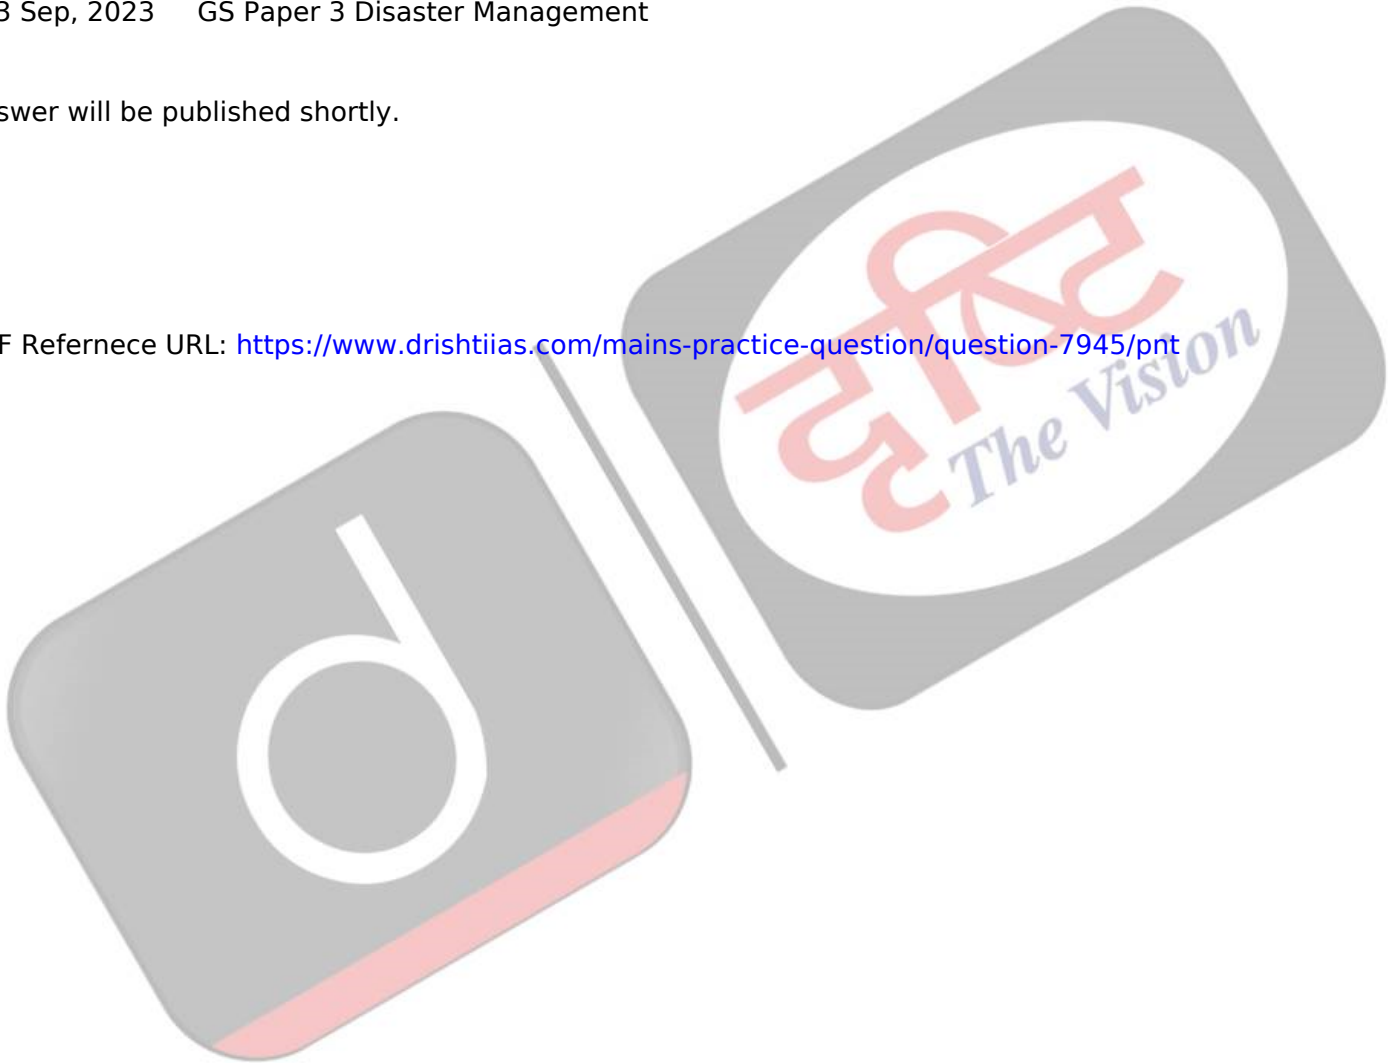 3 Sep, 2023 GS Paper 3 Disaster Management
swer will be published shortly.
F Refernece URL: https://www.drishtiias.com/mains-practice-question/question-7945/pnt
दृष्टि
The Vision
d